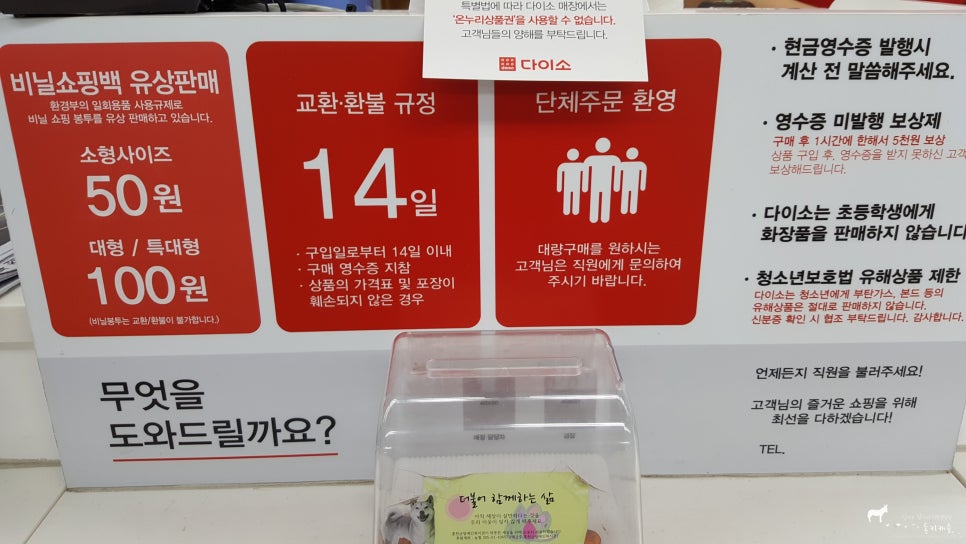 특별법에 따라 다이소 매장에서는
'온누리상품권'을 사용할 수 없습니다.
고객님들의 양해를 부탁드립니다.
다이소
비닐쇼핑백 유상판매
환경부의 일회용품 사용규제로
비닐 쇼핑 봉투를 유상 판매하고 있습니다.
소형사이즈
50원
대형 / 특대형
100원
(비닐봉투는 교환/환불이 불가합니다.)
교환·환불 규정
14일
· 구입일로부터 14일 이내
· 구매 영수증 지참
· 상품의 가격표 및 포장이
훼손되지 않은 경우
단체주문 환영
대량구매를 원하시는
고객님은 직원에게 문의하여
주시기 바랍니다.
· 현금영수증 발행시
계산 전 말씀해주세요.
· 영수증 미발행 보상제
구매 후 1시간에 한해서 5천원 보상
상품 구입 후, 영수증을 받지 못하신 고객
보상해드립니다.
· 다이소는 초등학생에게
화장품을 판매하지 않습니다
· 청소년보호법 유해상품 제한
다이소는 청소년에게 부탄가스, 본드 등의
유해상품은 절대로 판매하지 않습니다.
신분증 확인 시 협조 부탁드립니다. 감사합니다.
무엇을
도와드릴까요?
언제든지 직원을 불러주세요!
고객님의 즐거운 쇼핑을 위해
최선을 다하겠습니다!
TEL.
더불어 함께하는 삶